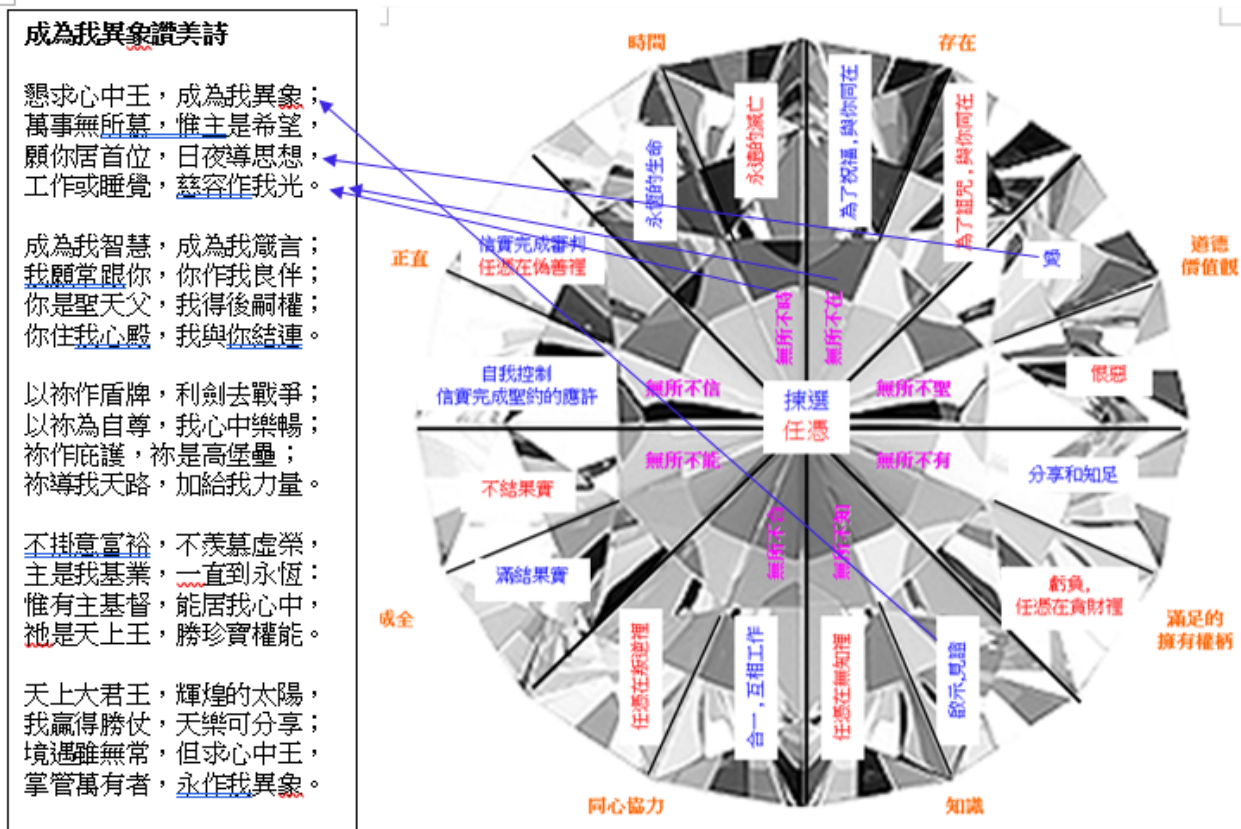 成為我異象讚美詩
懇求心中王，成為我異象；
萬事無所慕，惟主是希望，
願你居首位，日夜導思想，
工作或睡覺，慈容作我光。
成為我智慧，成為我箴言；
我願常跟你，你作我良伴；
你是聖天父，我得後嗣權；
你住我心殿，我與你結連。
以祢作盾牌，利劍去戰爭；
以祢為自尊，我心中樂暢；
祢作庇護，祢是高堡壘；
祢導我天路，加給我力量。
不掛意富裕，不羨慕虛榮，
主是我基業，一直到永恆：
惟有主基督，能居我心中，
祂是天上王，勝珍寶權能。
天上大君王，輝煌的太陽，
我贏得勝仗，天樂可分享；
境遇雖無常，但求心中王，
掌管萬有者，永作我異象。
時間
存在
永恆的生命
永遠的滅亡
為了祝福，與你同在
為了詛咒，與你同在
正直
信實完成審判
任憑在偽善裡
愛
道德
價值觀
無所不時
無所不在
自我控制
信實完成聖約的應許
無所不信
無所不聖
恨惡
揀選
任憑
無所不能
無所不有
不結果實
分享和知足
無所不知
滿結果實
虧負,
任憑在貪財裡
成全
滿足的
擁有權柄
任憑在叛逆裡
合一，互相工作
任憑在無知裡
啟示,見證
同心協力
知識